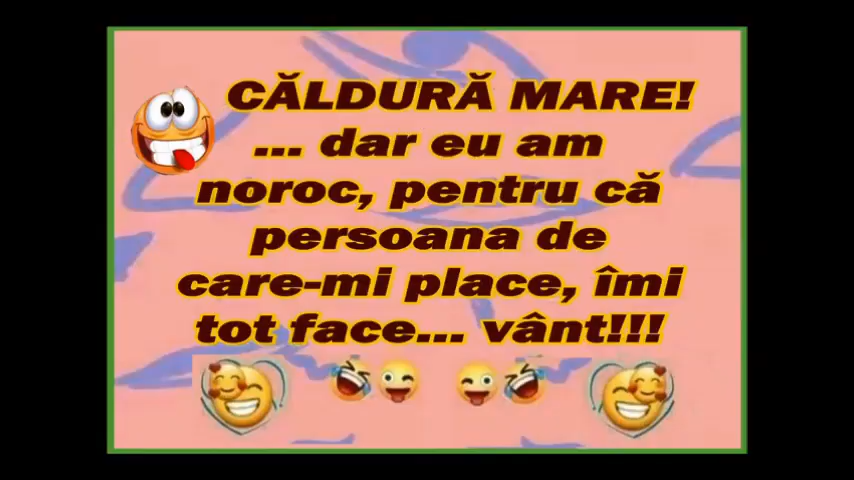 CĂLDURĂ MARE!
... dar eu am
noroc, pentru că
persoana de
care-mi place, îmi
tot face... vânt!!!